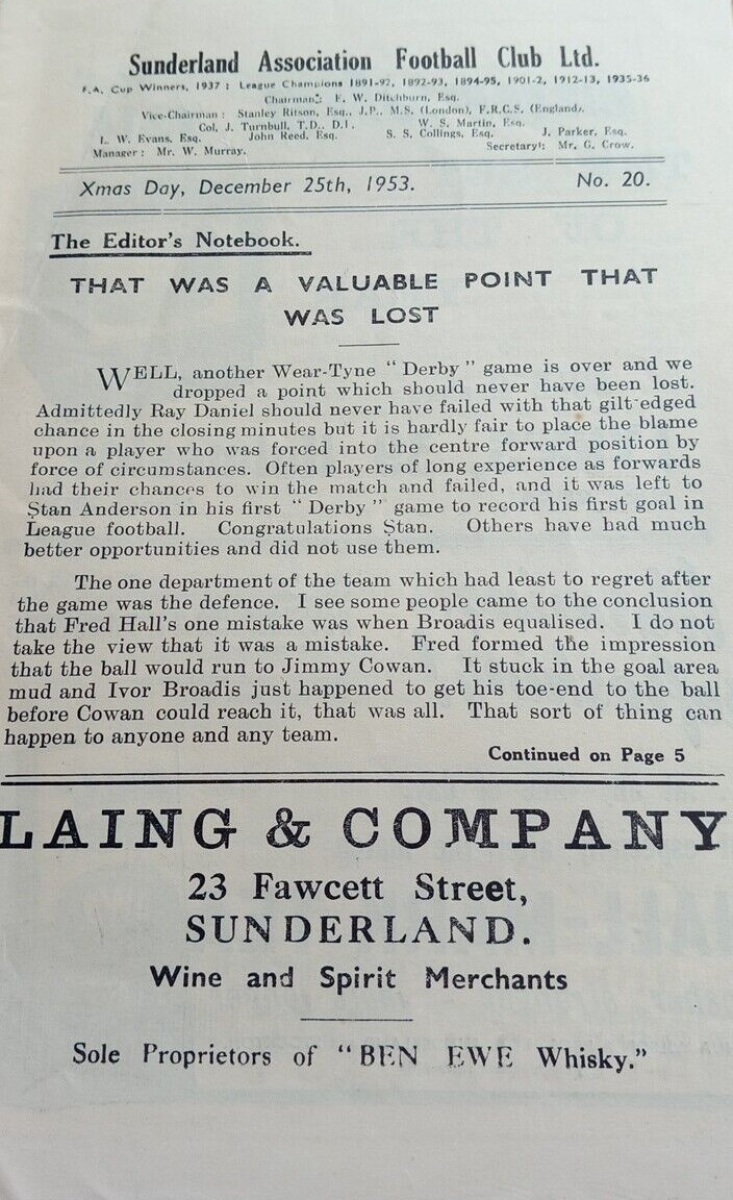 Sunderland Association Football Club Ltd.
F.A. Cup Winners, 1937 : League Champions 1891-92, 1892-93, 1894-95, 1901-2, 1912-13, 1935-36
Chairman: E. W. Ditchburn, Esq.
Vice-Chairman : Stanley Ritson, Esq., J.P., M.S. (London), F.R.C.S. (England).
Col. J. Turnbull, T.D., D.L. W. S. Martin, Esq.
L. W. Evans, Esq. John Reed, Esq. S. S. Collings, Esq. J. Parker, Esq.
Manager : Mr. W. Murray. Secretary: Mr. G. Crow.
Xmas Day, December 25th, 1953. No. 20.
The Editor's Notebook.
THAT WAS A VALUABLE POINT THAT
WAS LOST
WELL, another Wear-Tyne " Derby " game is over and we
dropped a point which should never have been lost.
Admittedly Ray Daniel should never have failed with that gilt-edged
chance in the closing minutes but it is hardly fair to place the blame
upon a player who was forced into the centre forward position by
force of circumstances. Often players of long experience as forwards
had their chances to win the match and failed, and it was left to
Stan Anderson in his first " Derby " game to record his first goal in
League football. Congratulations Stan. Others have had much
better opportunities and did not use them.
The one department of the team which had least to regret after
the game was the defence. I see some people came to the conclusion
that Fred Hall's one mistake was when Broadis equalised. I do not
take the view that it was a mistake. Fred formed the impression
that the ball would run to Jimmy Cowan. It stuck in the goal area
mud and Ivor Broadis just happened to get his toe-end to the ball
before Cowan could reach it, that was all. That sort of thing can
happen to anyone and any team.
Continued on Page 5
LAING & COMPANY
23 Fawcett Street,
SUNDERLAND.
Wine and Spirit Merchants
Sole Proprietors of "BEN EWE Whisky."